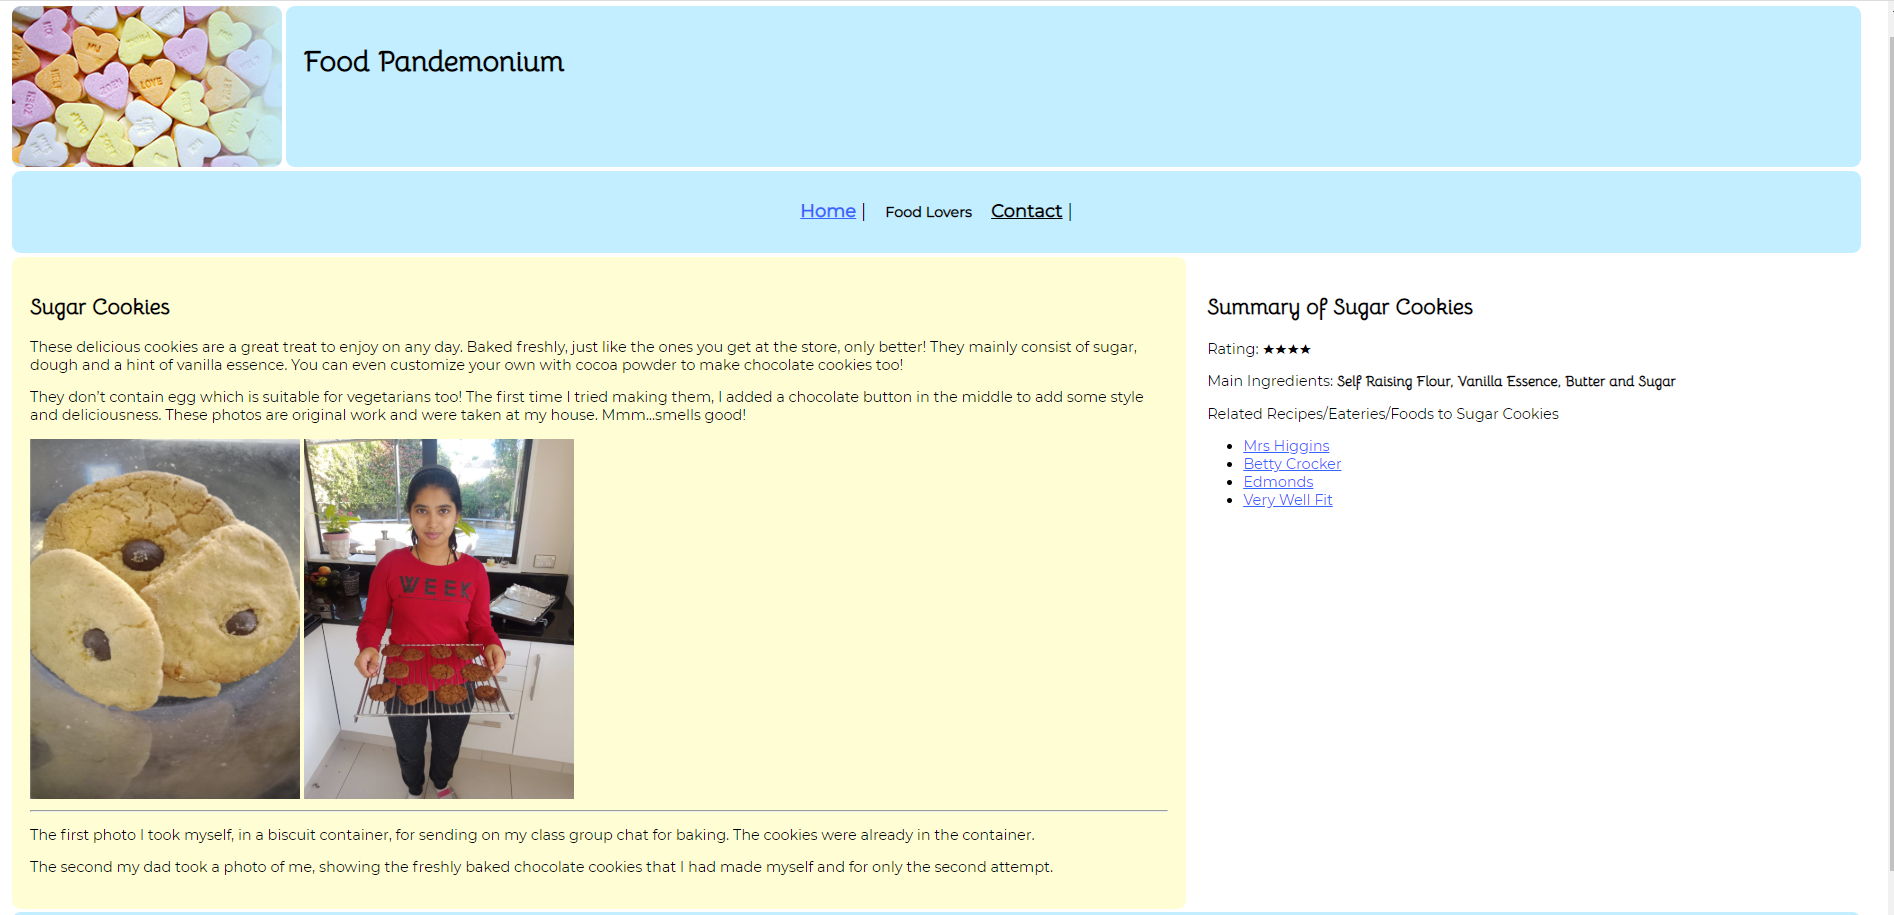 LOVE
Food Pandemonium
Home | Food Lovers Contact |
Sugar Cookies
These delicious cookies are a great treat to enjoy on any day. Baked freshly, just like the ones you get at the store, only better! They mainly consist of sugar,
dough and a hint of vanilla essence. You can even customize your own with cocoa powder to make chocolate cookies too!
They don't contain egg which is suitable for vegetarians too! The first time I tried making them, I added a chocolate button in the middle to add some style
and deliciousness. These photos are original work and were taken at my house. Mmm...smells good!
WEEK
The first photo I took myself, in a biscuit container, for sending on my class group chat for baking. The cookies were already in the container.
The second my dad took a photo of me, showing the freshly baked chocolate cookies that I had made myself and for only the second attempt.
Summary of Sugar Cookies
Rating: ★★★★
Main Ingredients: Self Raising Flour, Vanilla Essence, Butter and Sugar
Related Recipes/Eateries/Foods to Sugar Cookies
• Mrs Higgins
• Betty Crocker
• Edmonds
• Very Well Fit